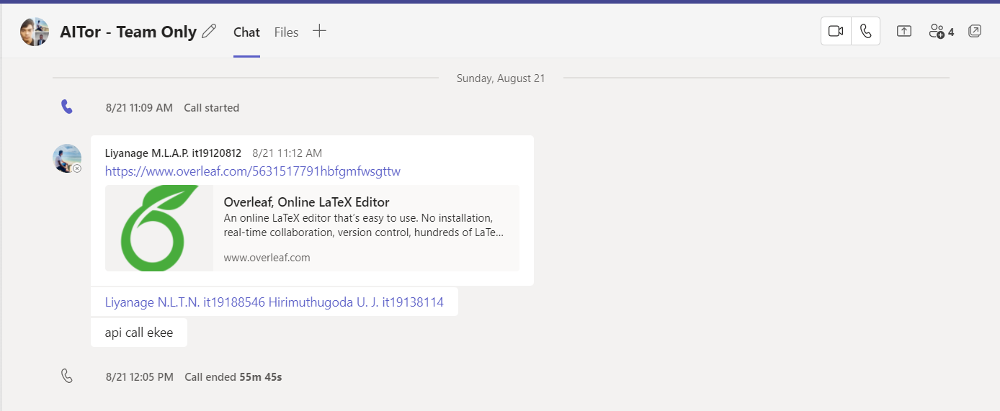 AITor - Team Only Chat Files
4
Sunday, August 21
8/21 11:09 AM Call started
Liyanage M.L.A.P. it19120812 8/21 11:12 AM
https://www.overleaf.com/5631517791hbfgmfwsgttw
Overleaf, Online LaTeX Editor
An online LaTeX editor that's easy to use. No installation,
real-time collaboration, version control, hundreds of LaTe...
www.overleaf.com
Liyanage N.L.T.N. it19188546 Hirimuthugoda U. J. it19138114
api call ekee
8/21 12:05 PM Call ended 55m 45s